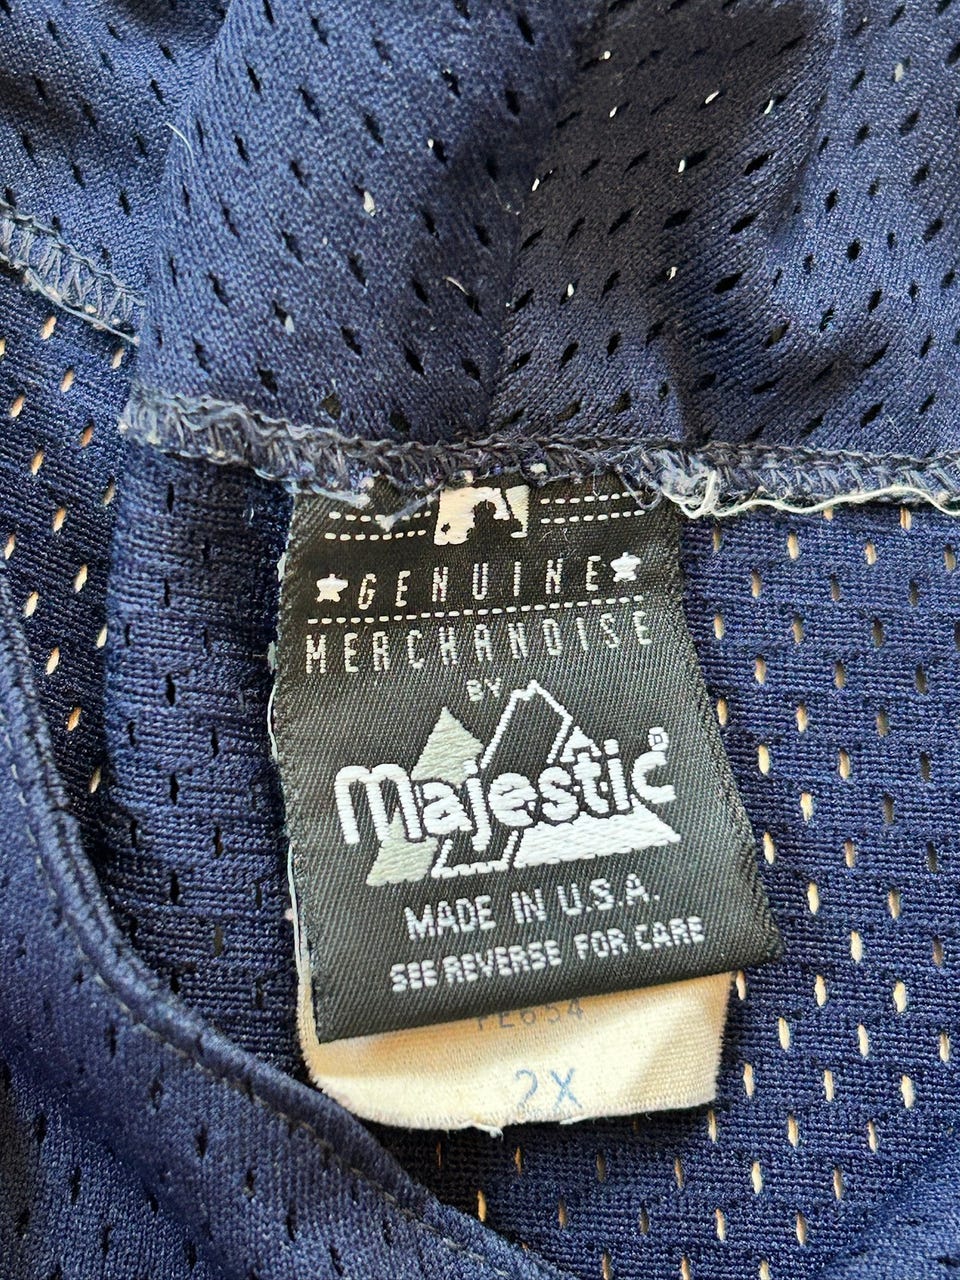 GENUINE
MERCHANDISE
BY
Majestic®
MADE IN U.S.A.
SEE REVERSE FOR CARE
2X